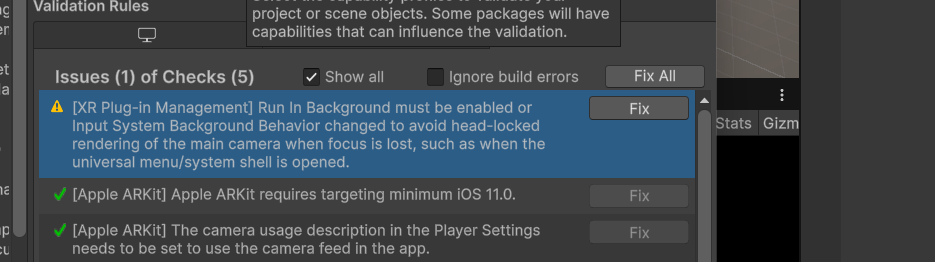 Validation Rules
project or scene objects. Some packages will have
capabilities that can influence the validation.
Issues (1) of Checks (5)
Show all
Ignore build errors
Fix All
[XR Plug-in Management] Run In Background must be enabled or
Input System Background Behavior changed to avoid head-locked
rendering of the main camera when focus is lost, such as when the
universal menu/system shell is opened.
Fix
Stats
Gizm
[Apple ARKit] Apple ARKit requires targeting minimum iOS 11.0.
Fix
[Apple ARKit] The camera usage description in the Player Settings
needs to be set to use the camera feed in the app.
Fix